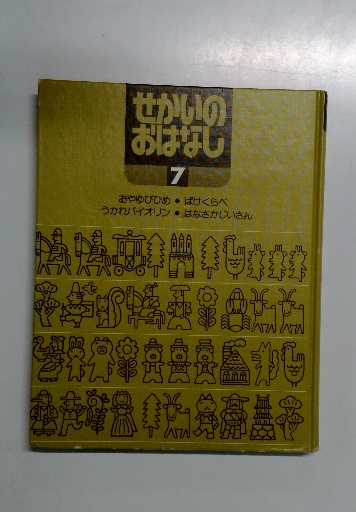 せかいの
おはなし
7
おやゆびひめ・ばけくらべ
うかれバイオリン・はなさかじいさん